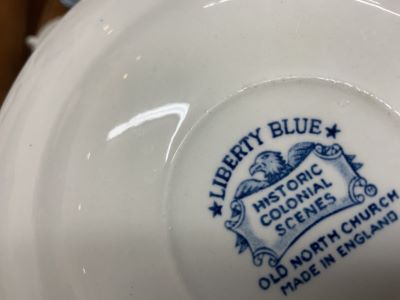 ★ LIBERTY BLUE ★
HISTORIC
COLONIAL
SCENES
OLD NORTH CHURCH
MADE IN ENGLAND